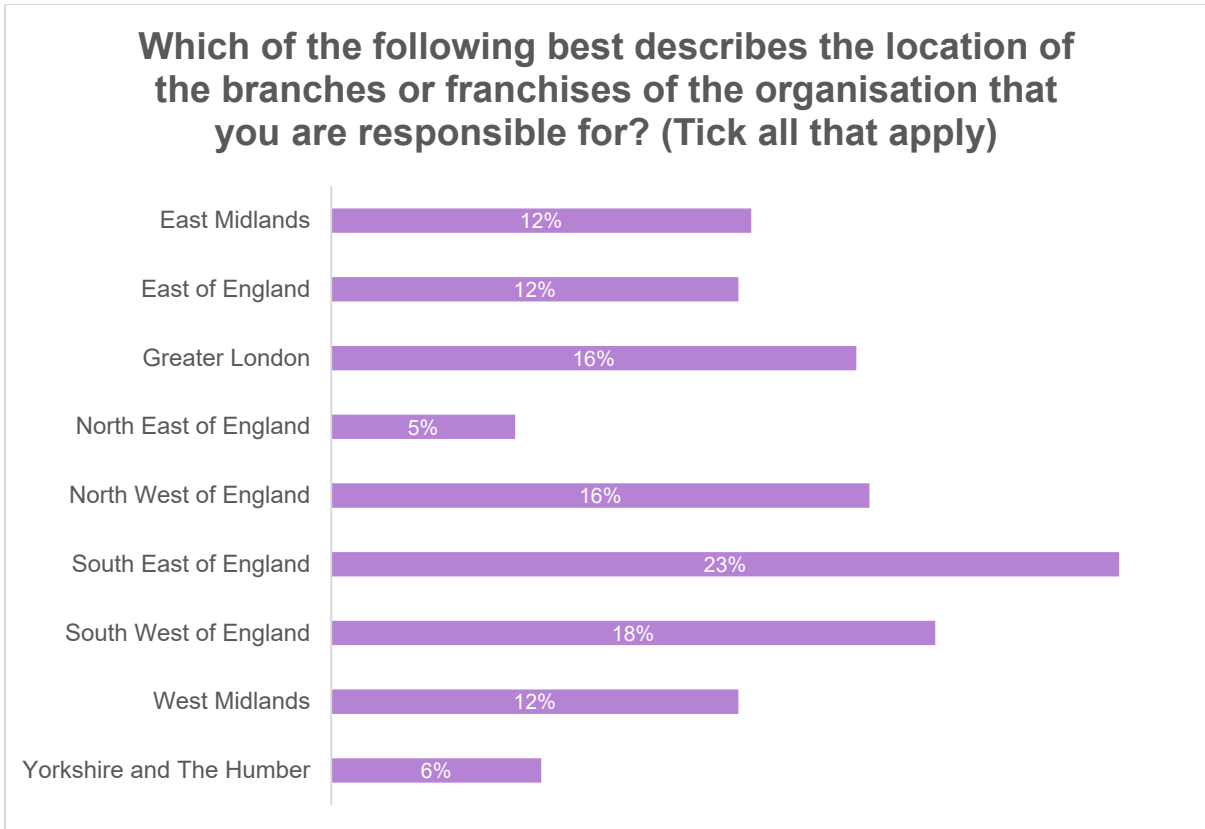 Which of the following best describes the location of
the branches or franchises of the organisation that
you are responsible for? (Tick all that apply)
East Midlands 12%
East of England 12%
Greater London 16%
North East of England 5%
North West of England 16%
South East of England 23%
South West of England 18%
West Midlands 12%
Yorkshire and The Humber 6%